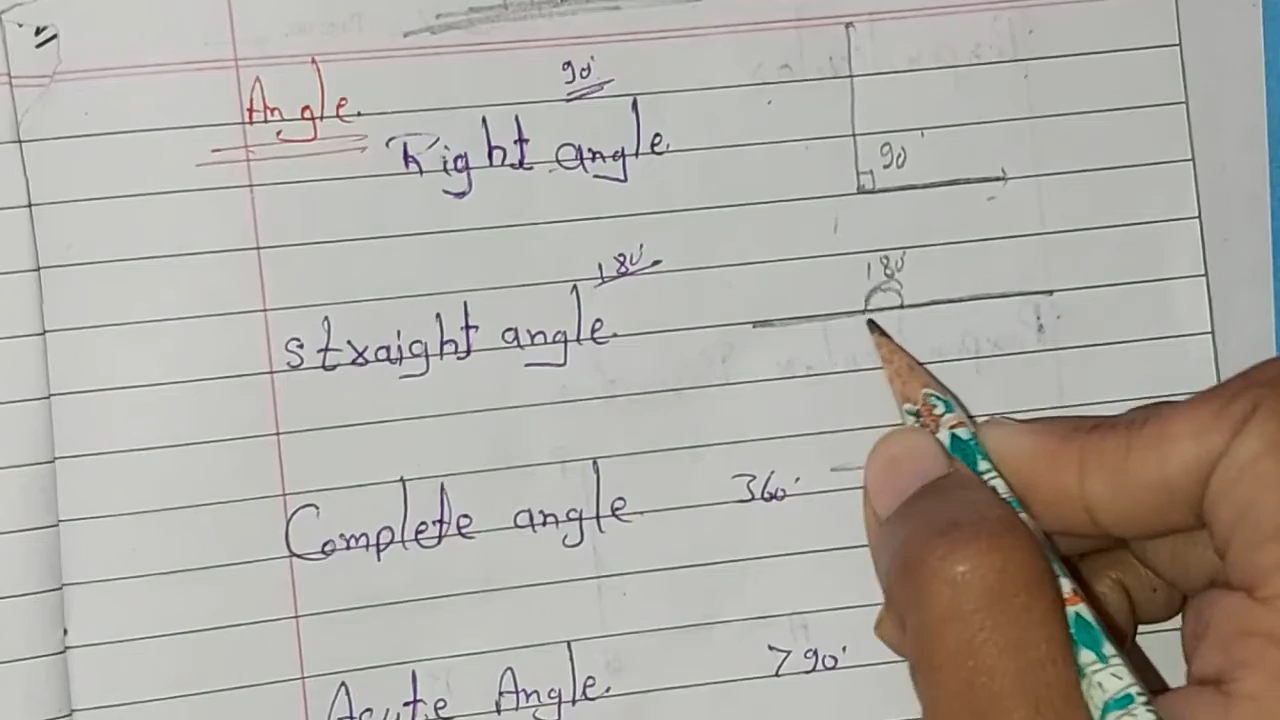 Angle.
90°
Right angle.
90°
180°
straight angle.
180°
Complete angle
360°
Acute Angle.
>90°